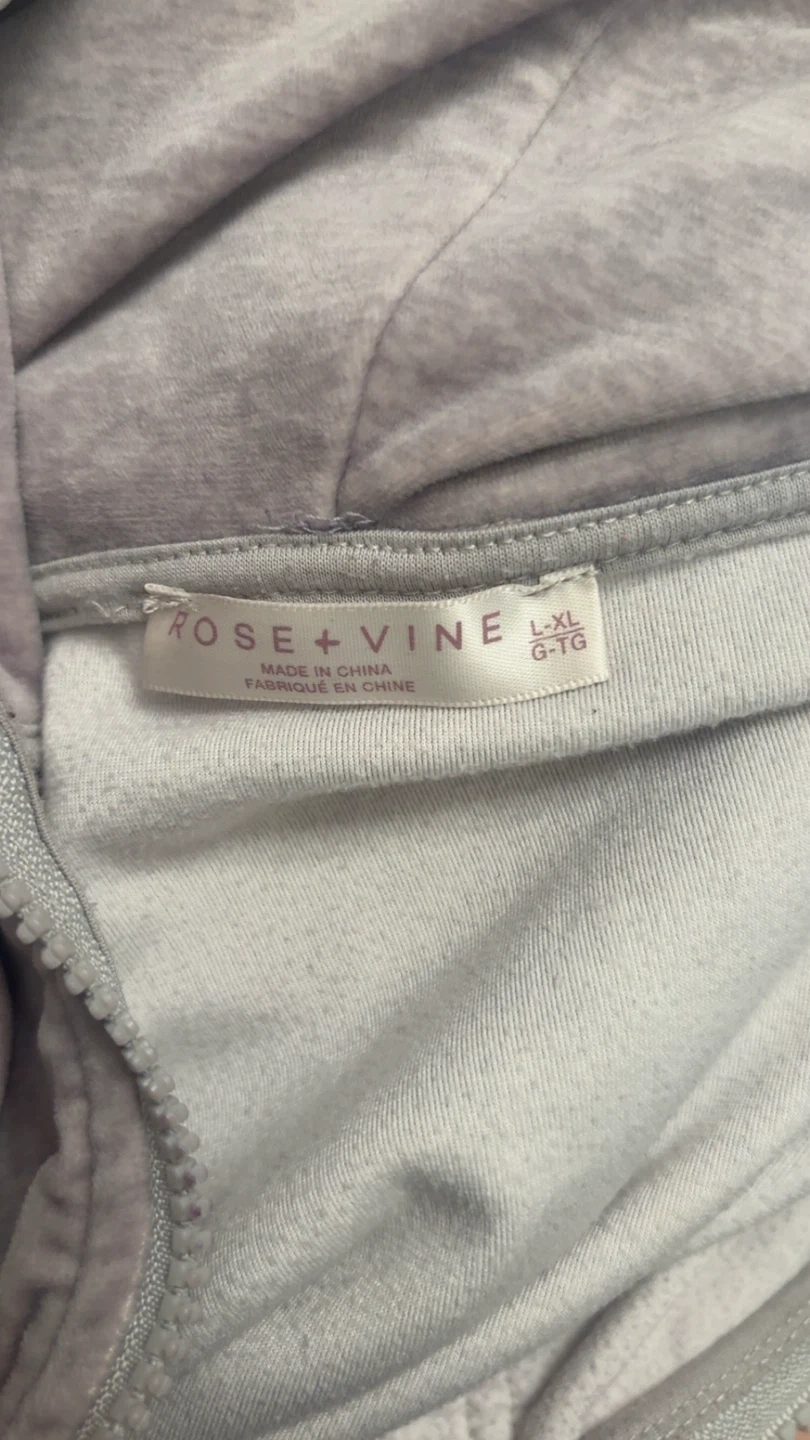 ROSE + VINE
L-XL
G-TG
MADE IN CHINA
FABRIQUÉ EN CHINE